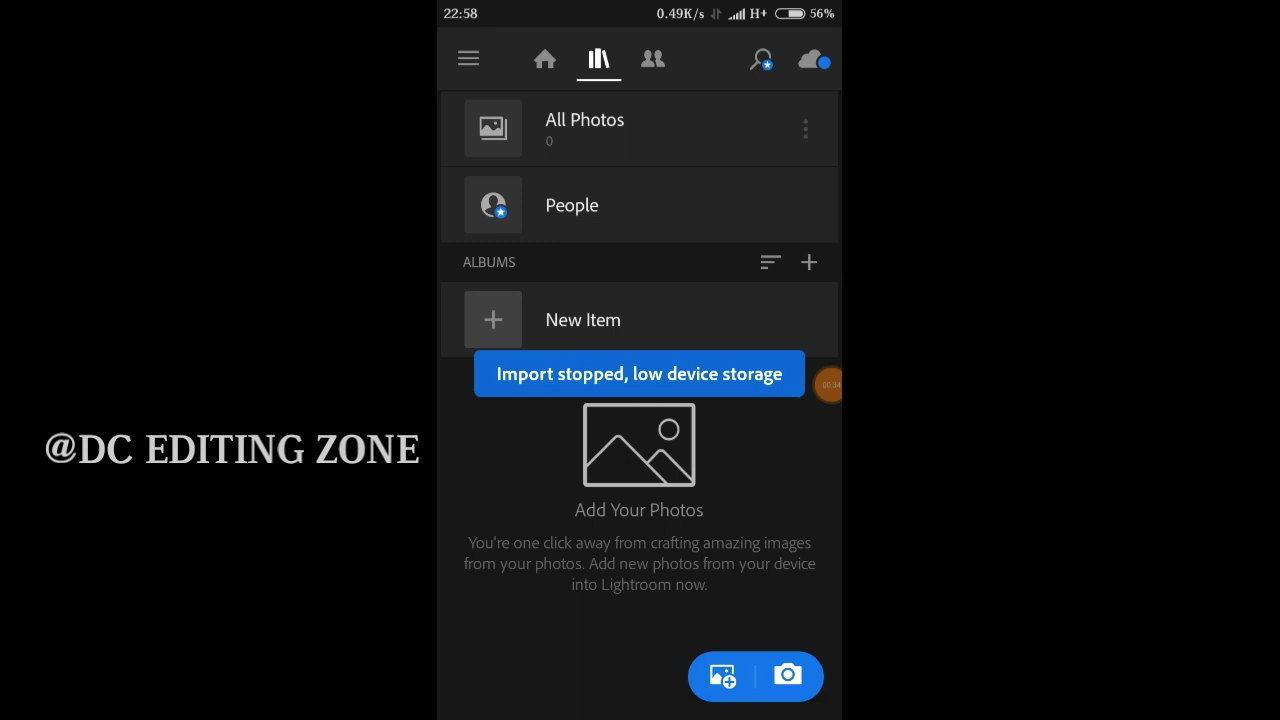 22:58 0.49K/s H+ 56%
All Photos
0
People
ALBUMS
New Item
Import stopped, low device storage
00:34
@DC EDITING ZONE
Add Your Photos
You're one click away from crafting amazing images
from your photos. Add new photos from your device
into Lightroom now.